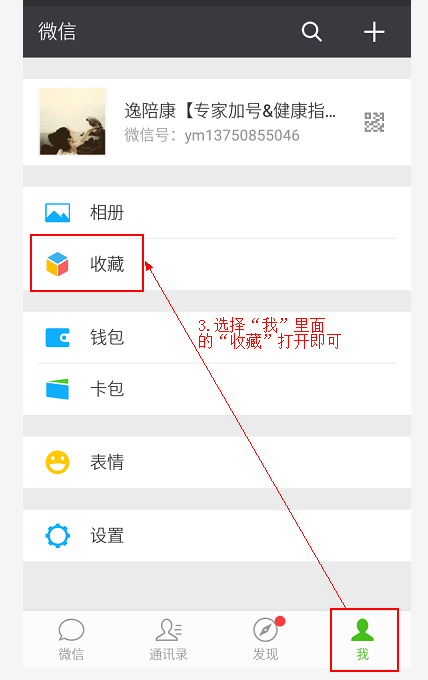 微信
逸陪康【专家加号&健康指...
微信号：ym13750855046
相册
收藏
3.选择“我”里面
的“收藏”打开即可
钱包
卡包
表情
设置
微信
通讯录
发现
我